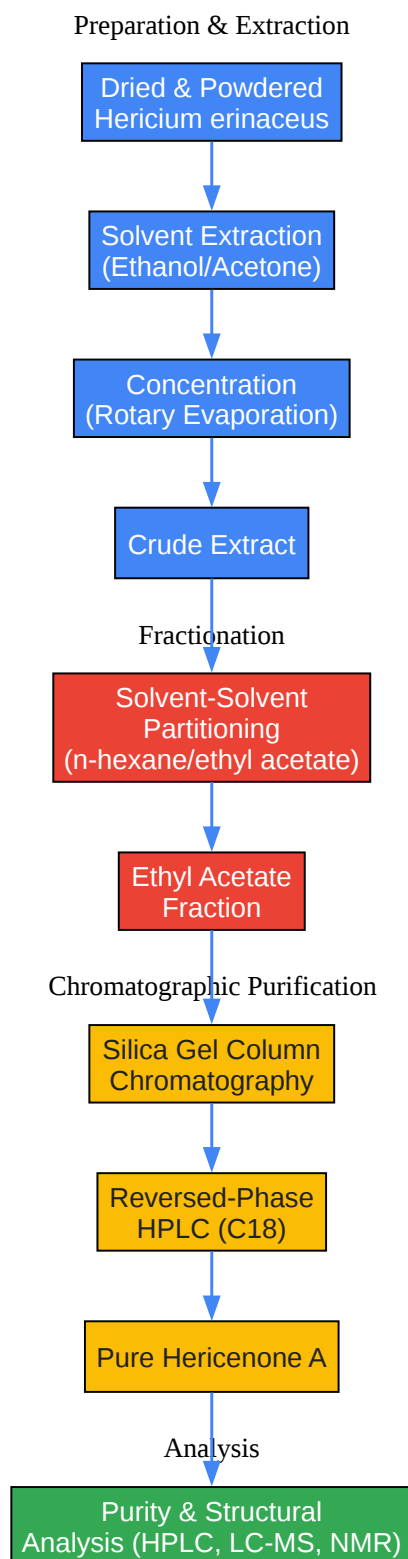 Preparation & Extraction
Dried & Powdered
Hericium erinaceus
Solvent Extraction
(Ethanol/Acetone)
Concentration
(Rotary Evaporation)
Crude Extract
Fractionation
Solvent-Solvent
Partitioning
(n-hexane/ethyl acetate)
Ethyl Acetate
Fraction
Chromatographic Purification
Silica Gel Column
Chromatography
Reversed-Phase
HPLC (C18)
Pure Hericenone A
Analysis
Purity & Structural
Analysis (HPLC, LC-MS, NMR)